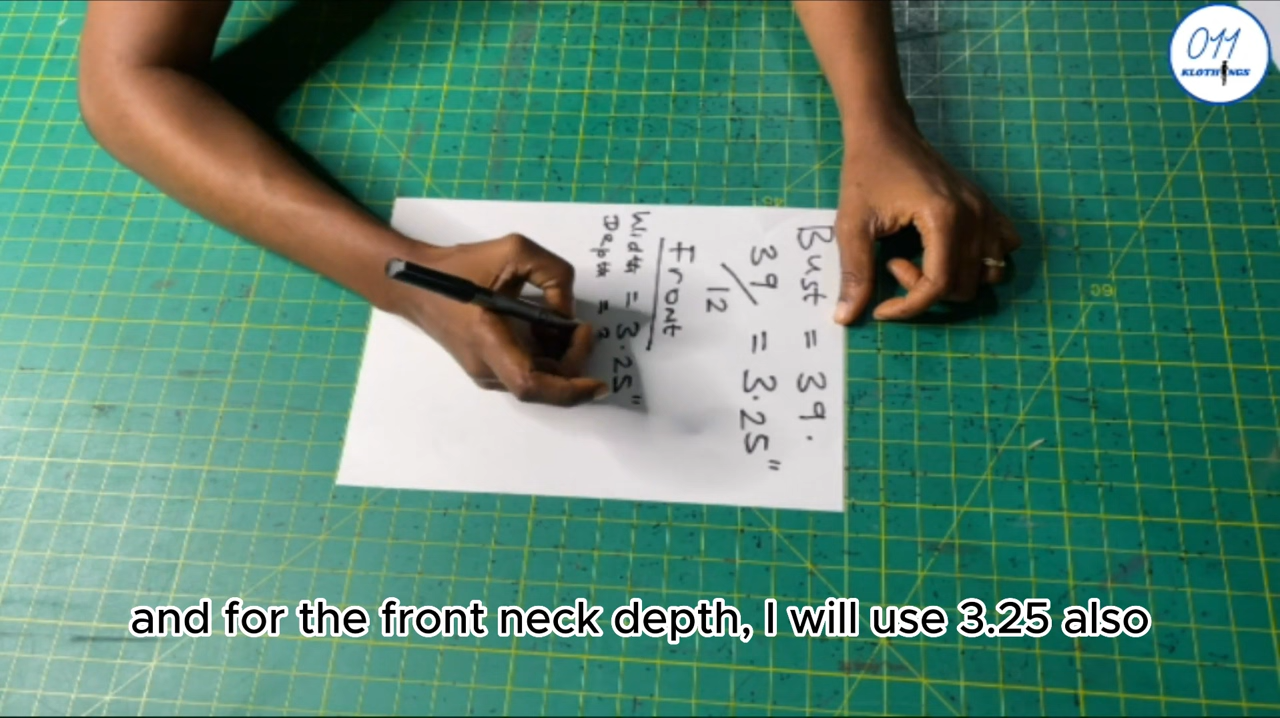 Bust = 39.
39/12 = 3.25"
Front
Width = 3.25"
Depth = 3
011
KLOTHINGS
and for the front neck depth, I will use 3.25 also